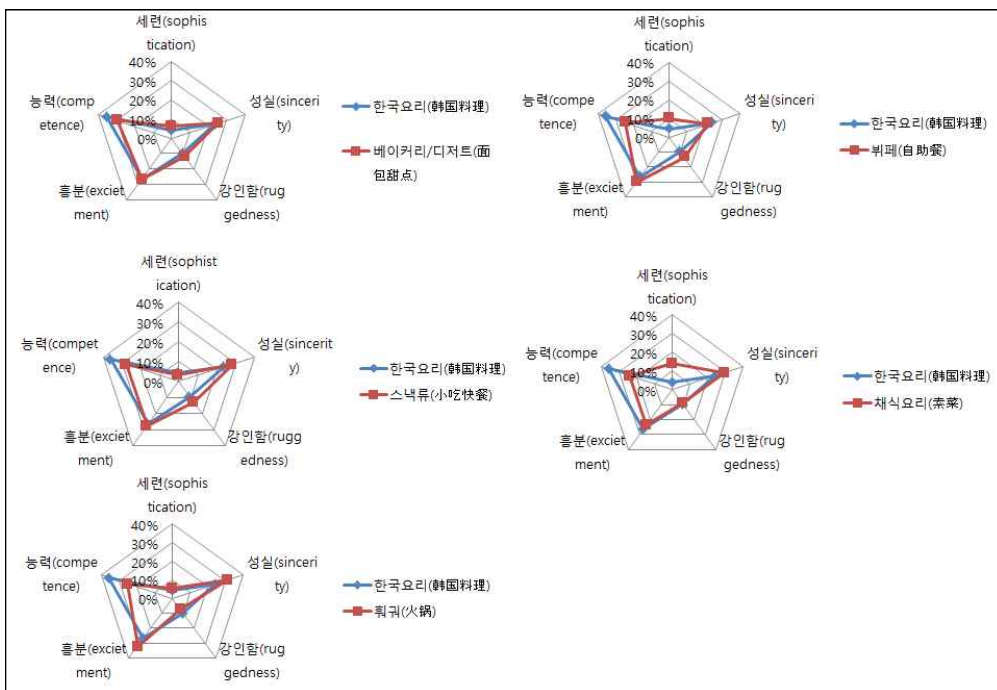 세련(sophis
tication)
40%
30%
20%
10%
0%
능력(comp
etence)
성실(sinceri
ty)
흥분(exciet
ment)
강인함(rug
gedness)
한국요리(韩国料理)
베이커리/디저트(面
包甜点)
세련(sophis
tication)
40%
30%
20%
10%
0%
능력(compe
tence)
성실(sinceri
ty)
흥분(exciet
ment)
강인함(rug
gedness)
한국요리(韩国料理)
뷔페(自助餐)
세련(sophist
ication)
40%
30%
20%
10%
0%
능력(compet
ence)
성실(sincerit
y)
흥분(exciet
ment)
강인함(rugg
edness)
한국요리(韩国料理)
스낵류(小吃快餐)
세련(sophis
tication)
40%
30%
20%
10%
0%
능력(compe
tence)
성실(sinceri
ty)
흥분(exciet
ment)
강인함(rug
gedness)
한국요리(韩国料理)
채식요리(素菜)
세련(sophis
tication)
40%
30%
20%
10%
0%
능력(compe
tence)
성실(sinceri
ty)
흥분(exciet
ment)
강인함(rug
gedness)
한국요리(韩国料理)
훠궈(火锅)